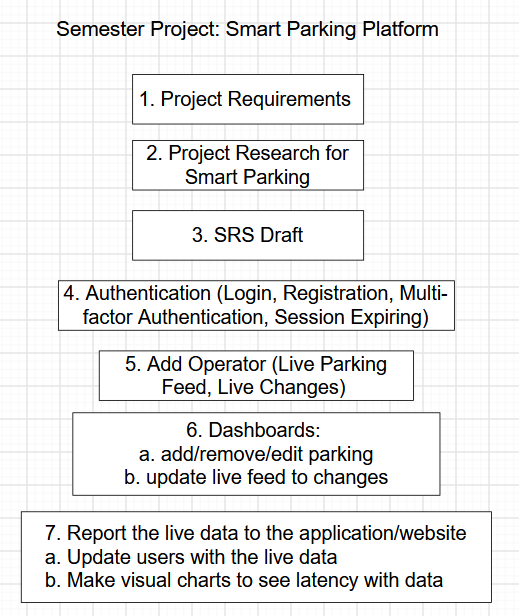 Semester Project: Smart Parking Platform
1. Project Requirements
2. Project Research for
Smart Parking
3. SRS Draft
4. Authentication (Login, Registration, Multi-
factor Authentication, Session Expiring)
5. Add Operator (Live Parking
Feed, Live Changes)
6. Dashboards:
a. add/remove/edit parking
b. update live feed to changes
7. Report the live data to the application/website
a. Update users with the live data
b. Make visual charts to see latency with data